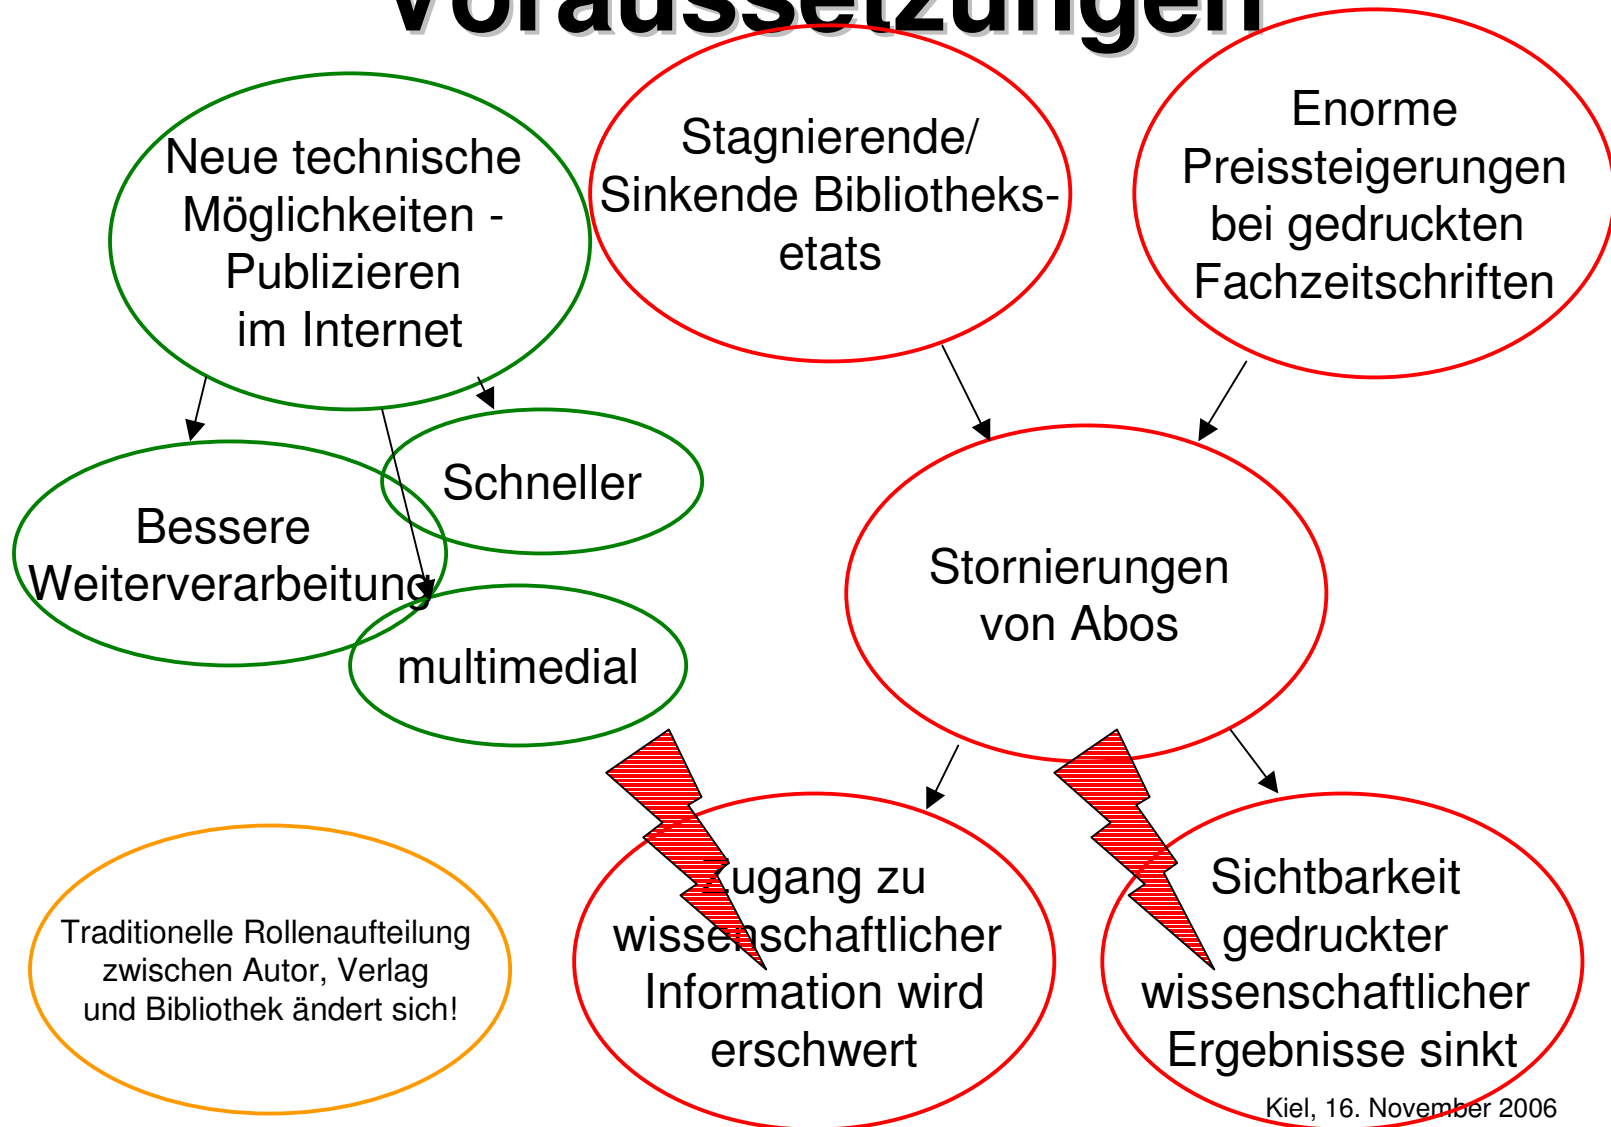 Voraussetzungen
Neue technische
Möglichkeiten -
Publizieren
im Internet
Stagnierende/
Sinkende Bibliotheks-
etats
Enorme
Preissteigerungen
bei gedruckten
Fachzeitschriften
Schneller
Bessere
Weiterverarbeitung
multimedial
Stornierungen
von Abos
Traditionelle Rollenaufteilung
zwischen Autor, Verlag
und Bibliothek ändert sich!
Zugang zu
wissenschaftlicher
Information wird
erschwert
Sichtbarkeit
gedruckter
wissenschaftlicher
Ergebnisse sinkt
Kiel, 16. November 2006